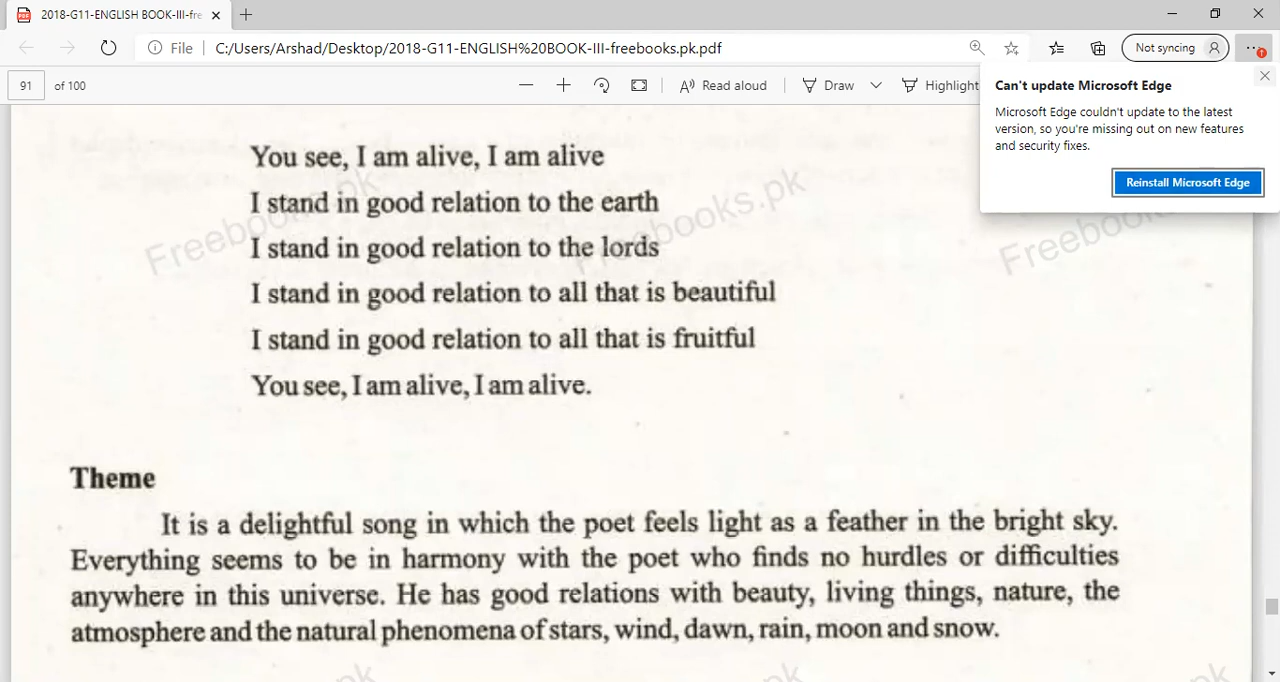 2018-G11-ENGLISH BOOK-III-fre
File
C:/Users/Arshad/Desktop/2018-G11-ENGLISH%20BOOK-III-freebooks.pk.pdf
Not syncing
91 of 100
Read aloud
Draw
Highlight
Can't update Microsoft Edge
Microsoft Edge couldn't update to the latest
version, so you're missing out on new features
and security fixes.
Reinstall Microsoft Edge
You see, I am alive, I am alive
I stand in good relation to the earth
I stand in good relation to the lords
I stand in good relation to all that is beautiful
I stand in good relation to all that is fruitful
You see, I am alive, I am alive.
Theme
It is a delightful song in which the poet feels light as a feather in the bright sky.
Everything seems to be in harmony with the poet who finds no hurdles or difficulties
anywhere in this universe. He has good relations with beauty, living things, nature, the
atmosphere and the natural phenomena of stars, wind, dawn, rain, moon and snow.